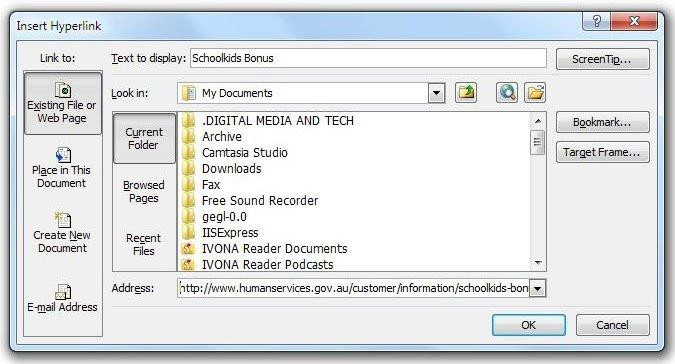 Insert Hyperlink
Link to:
Text to display:
Schoolkids Bonus
ScreenTip...
Existing File or
Web Page
Place in This
Document
Create New
Document
E-mail Address
Look in:
My Documents
Current
Folder
Browsed
Pages
Recent
Files
.DIGITAL MEDIA AND TECH
Archive
Camtasia Studio
Downloads
Fax
Free Sound Recorder
gegl-0.0
IISExpress
IVONA Reader Documents
IVONA Reader Podcasts
Bookmark...
Target Frame...
Address:
http://www.humanservices.gov.au/customer/information/schoolkids-bon
OK
Cancel